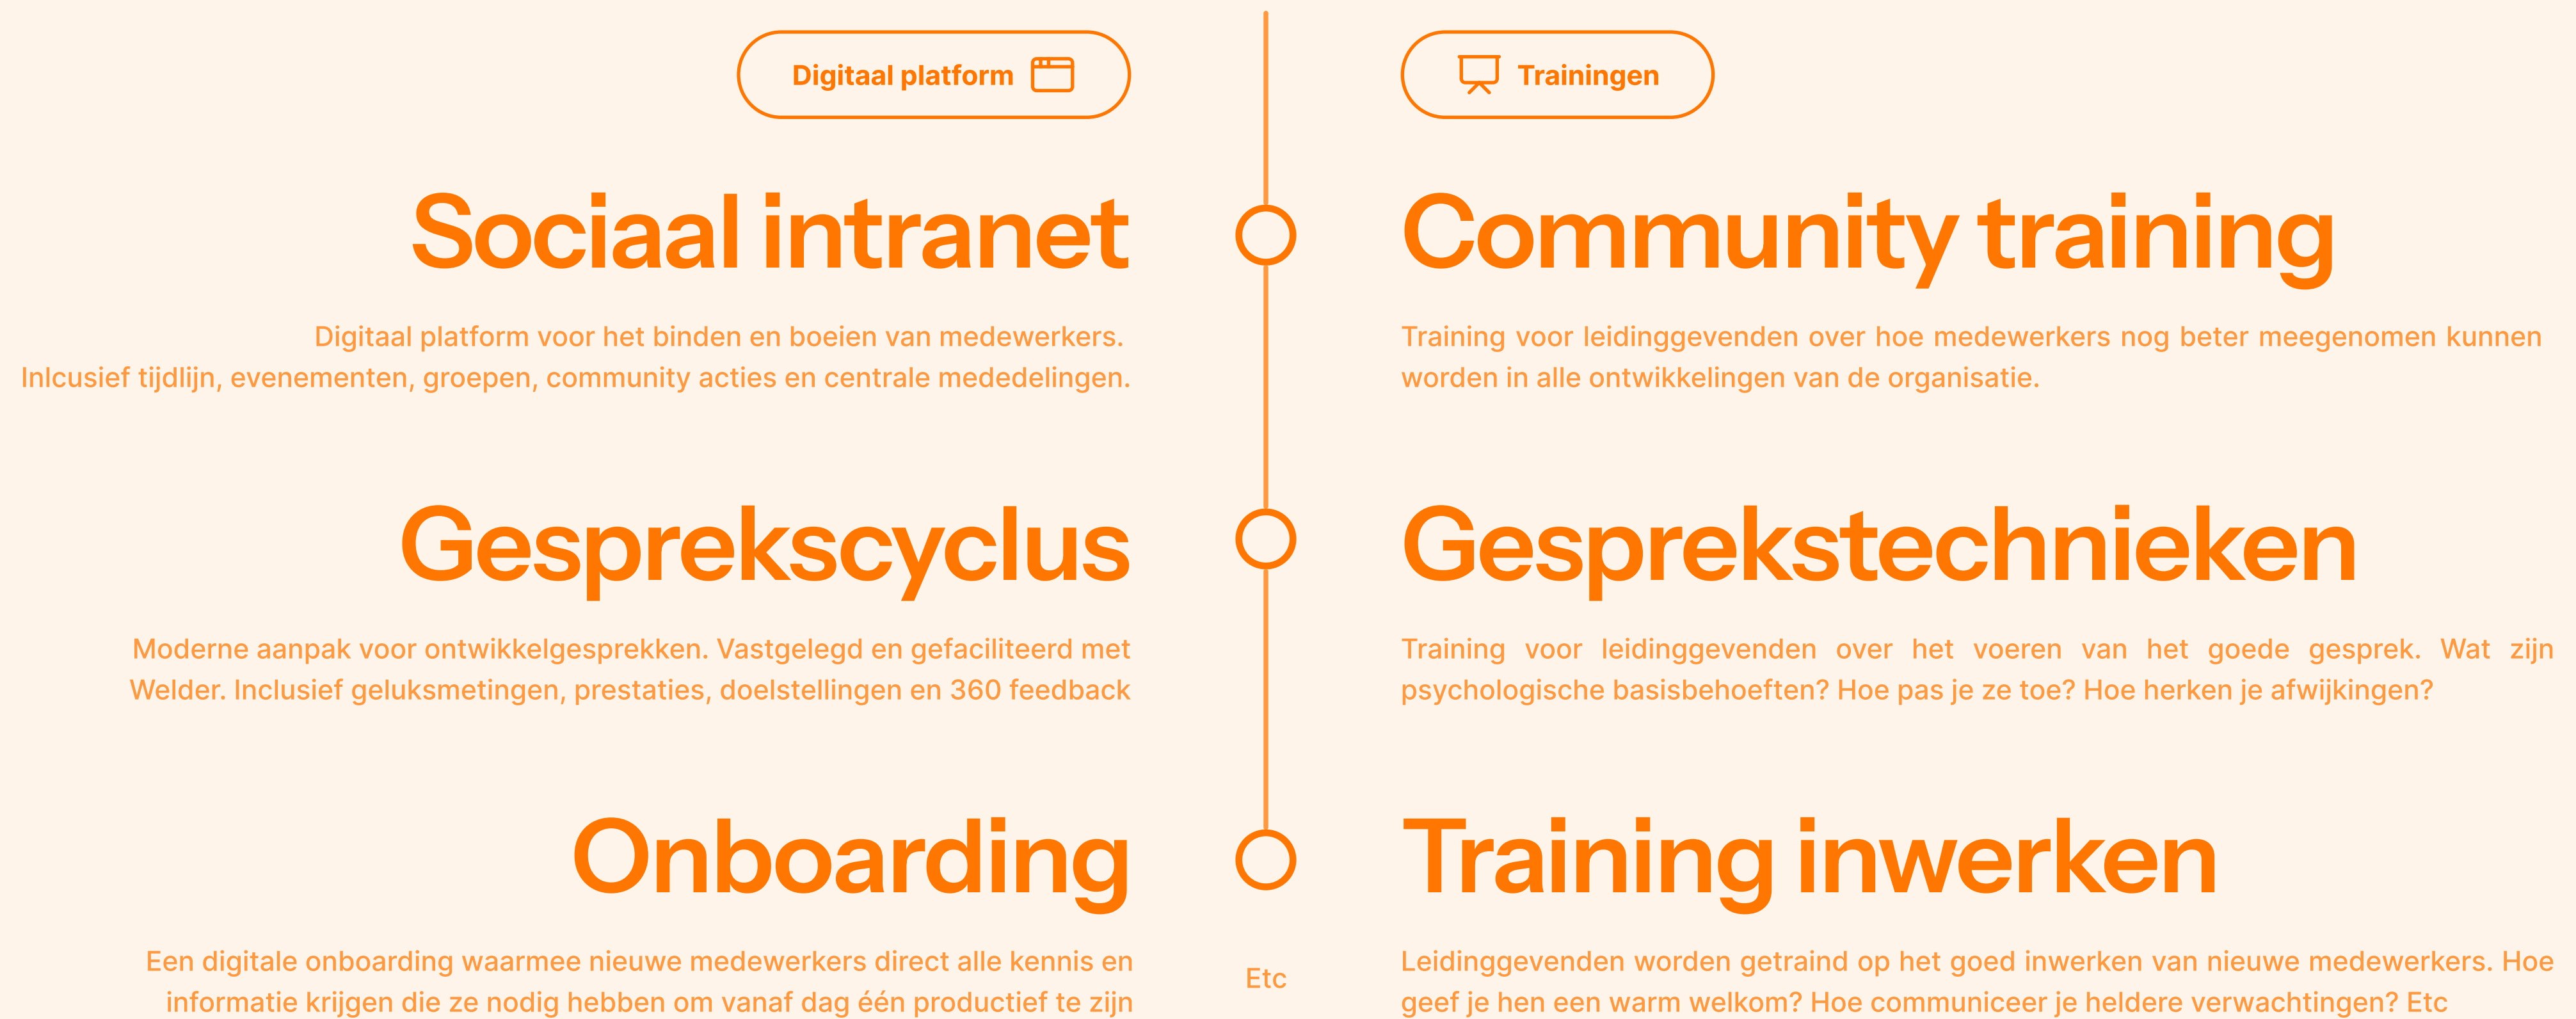 Digitaal platform
Trainingen
Sociaal intranet
Community training
Digitaal platform voor het binden en boeien van medewerkers.
Inlcusief tijdlijn, evenementen, groepen, community acties en centrale mededelingen.
Training voor leidinggevenden over hoe medewerkers nog beter meegenomen kunnen
worden in alle ontwikkelingen van de organisatie.
Gesprekscyclus
Gesprekstechnieken
Moderne aanpak voor ontwikkelgesprekken. Vastgelegd en gefaciliteerd met
Welder. Inclusief geluksmetingen, prestaties, doelstellingen en 360 feedback
Training voor leidinggevenden over het voeren van het goede gesprek. Wat zijn
psychologische basisbehoeften? Hoe pas je ze toe? Hoe herken je afwijkingen?
Onboarding
Training inwerken
Een digitale onboarding waarmee nieuwe medewerkers direct alle kennis en
informatie krijgen die ze nodig hebben om vanaf dag één productief te zijn
Etc
Leidinggevenden worden getraind op het goed inwerken van nieuwe medewerkers. Hoe
geef je hen een warm welkom? Hoe communiceer je heldere verwachtingen? Etc